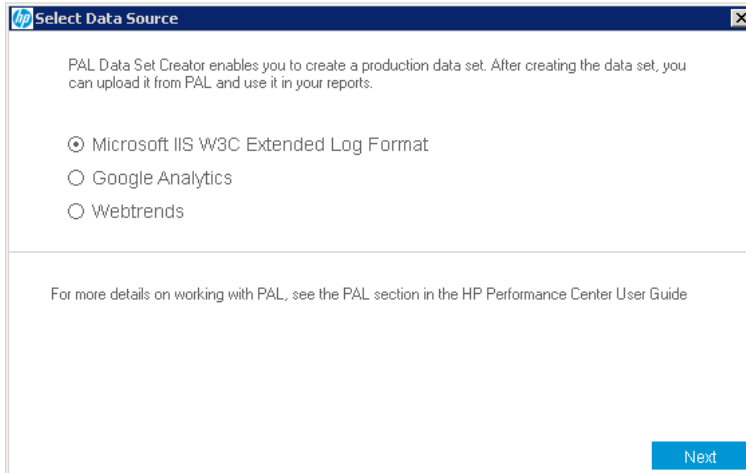 hp Select Data Source
PAL Data Set Creator enables you to create a production data set. After creating the data set, you
can upload it from PAL and use it in your reports.
Microsoft IIS W3C Extended Log Format
Google Analytics
Webtrends
For more details on working with PAL, see the PAL section in the HP Performance Center User Guide
Next